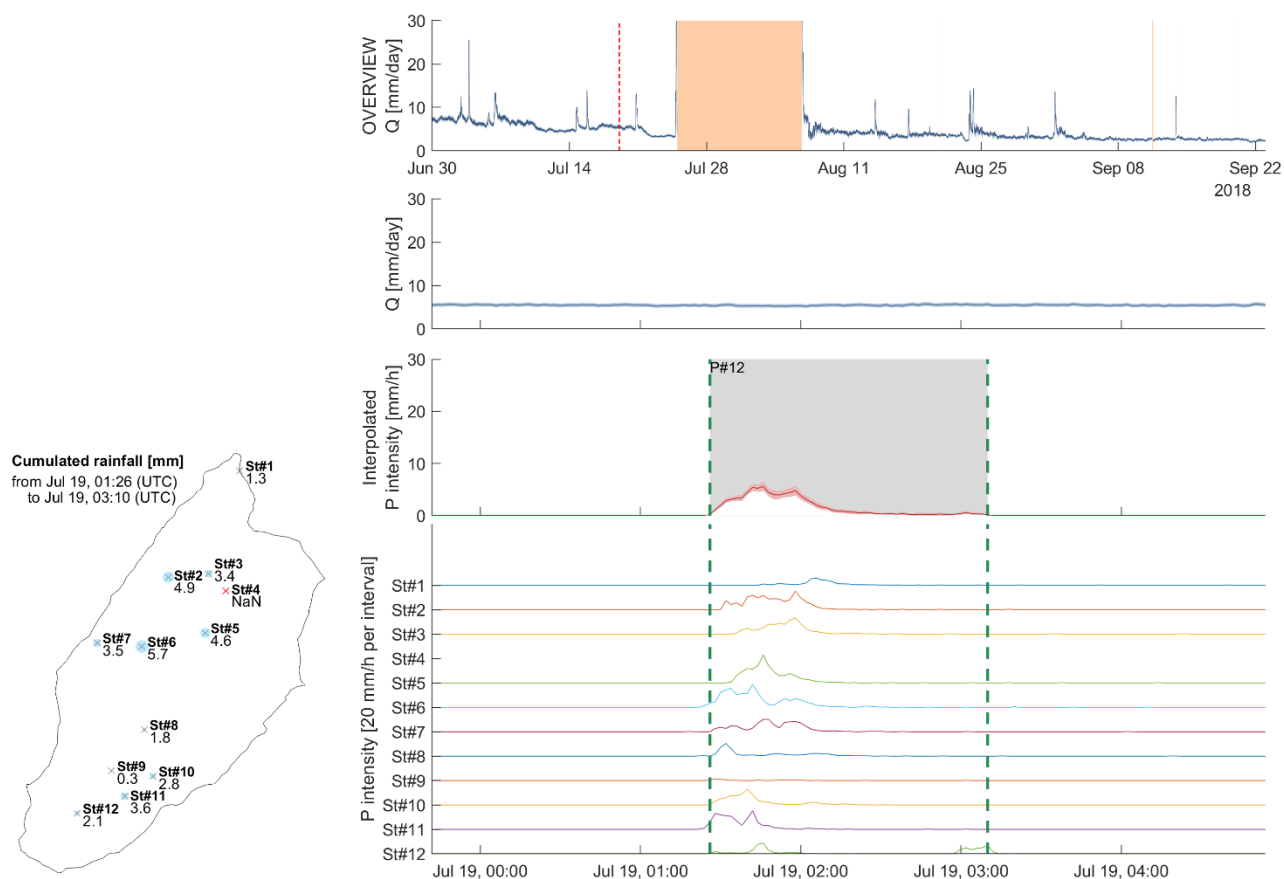 OVERVIEW
Q [mm/day]
30
20
10
0
Jun 30
Jul 14
Jul 28
Aug 11
Aug 25
Sep 08
Sep 22
2018
Q [mm/day]
30
20
10
0
Interpolated
P intensity [mm/h]
30
20
10
0
P#12
Cumulated rainfall [mm]
from Jul 19, 01:26 (UTC)
to Jul 19, 03:10 (UTC)
St#1
1.3
St#2
4.9
St#3
3.4
St#4
NaN
St#5
4.6
St#6
5.7
St#7
3.5
St#8
1.8
St#9
0.3
St#10
2.8
St#11
3.6
St#12
2.1
P intensity [20 mm/h per interval]
St#1
St#2
St#3
St#4
St#5
St#6
St#7
St#8
St#9
St#10
St#11
St#12
Jul 19, 00:00
Jul 19, 01:00
Jul 19, 02:00
Jul 19, 03:00
Jul 19, 04:00